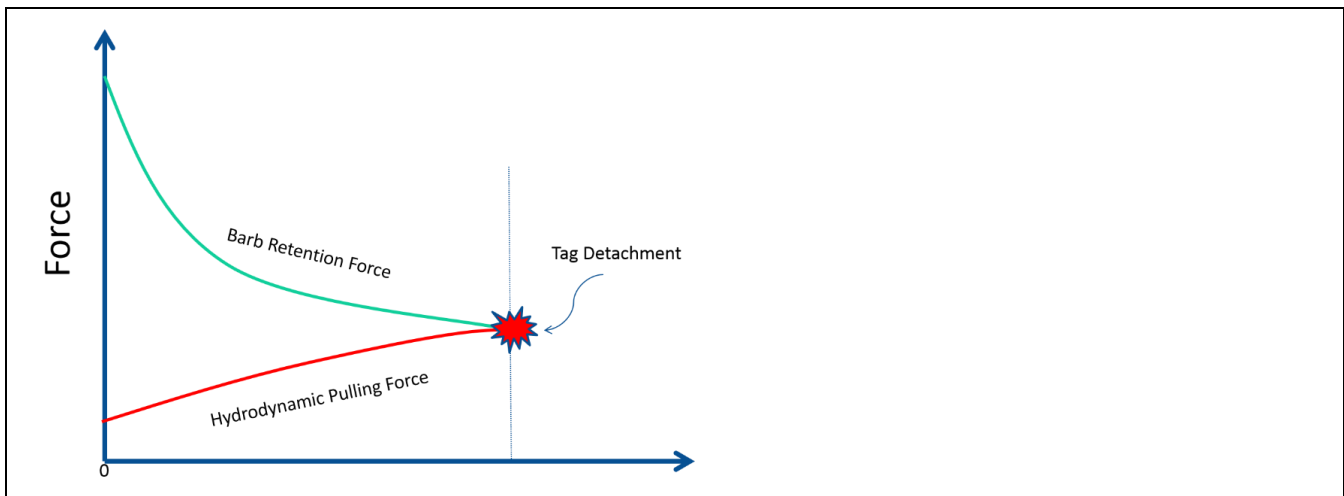 Force
Barb Retention Force
Tag Detachment
Hydrodynamic Pulling Force
0